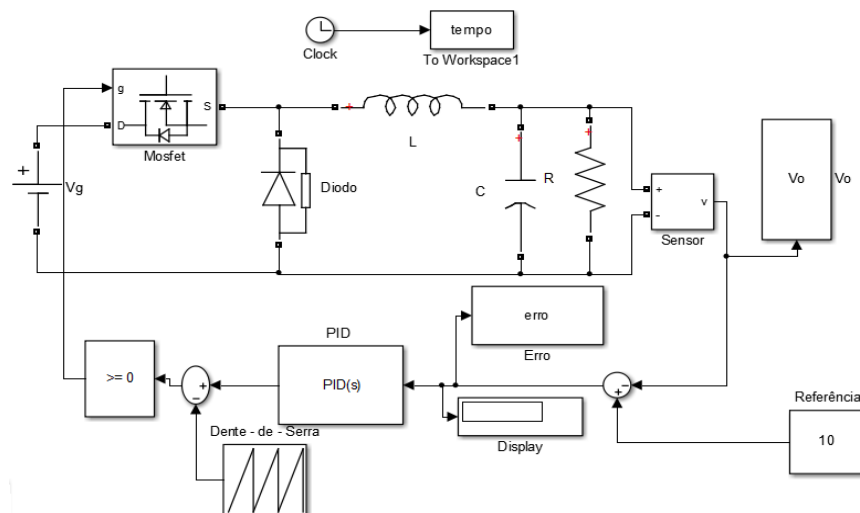 tempo
Clock
To Workspace1
g
D
S
Mosfet
+
Vg
Diodo
+
L
+
C
+
R
+
-
v
Sensor
Vo
Vo
erro
Erro
PID
PID(s)
>= 0
+
−
Dente - de - Serra
Display
−
+
Referência
10